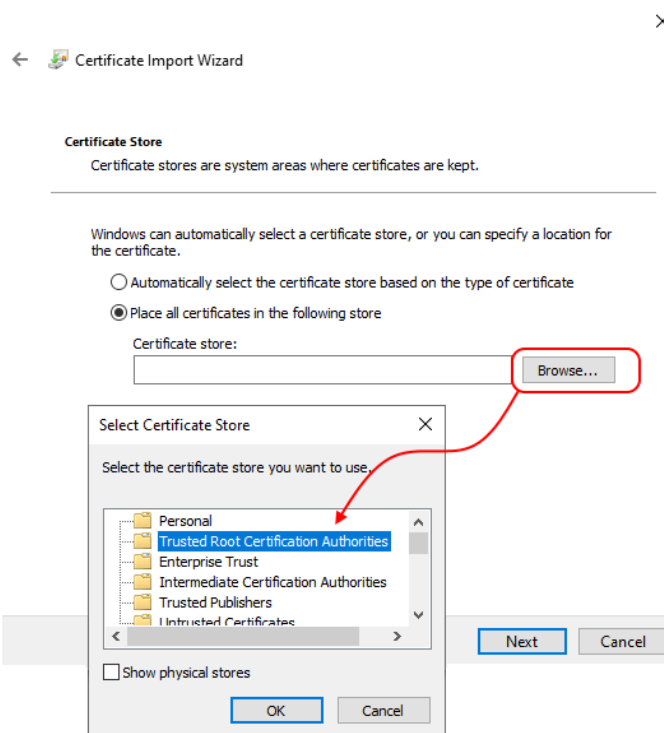 Certificate Import Wizard
Certificate Store
Certificate stores are system areas where certificates are kept.
Windows can automatically select a certificate store, or you can specify a location for
the certificate.
Automatically select the certificate store based on the type of certificate
Place all certificates in the following store
Certificate store:
Browse...
Select Certificate Store
Select the certificate store you want to use.
Personal
Trusted Root Certification Authorities
Enterprise Trust
Intermediate Certification Authorities
Trusted Publishers
Untrusted Certificates
Show physical stores
OK
Cancel
Next
Cancel